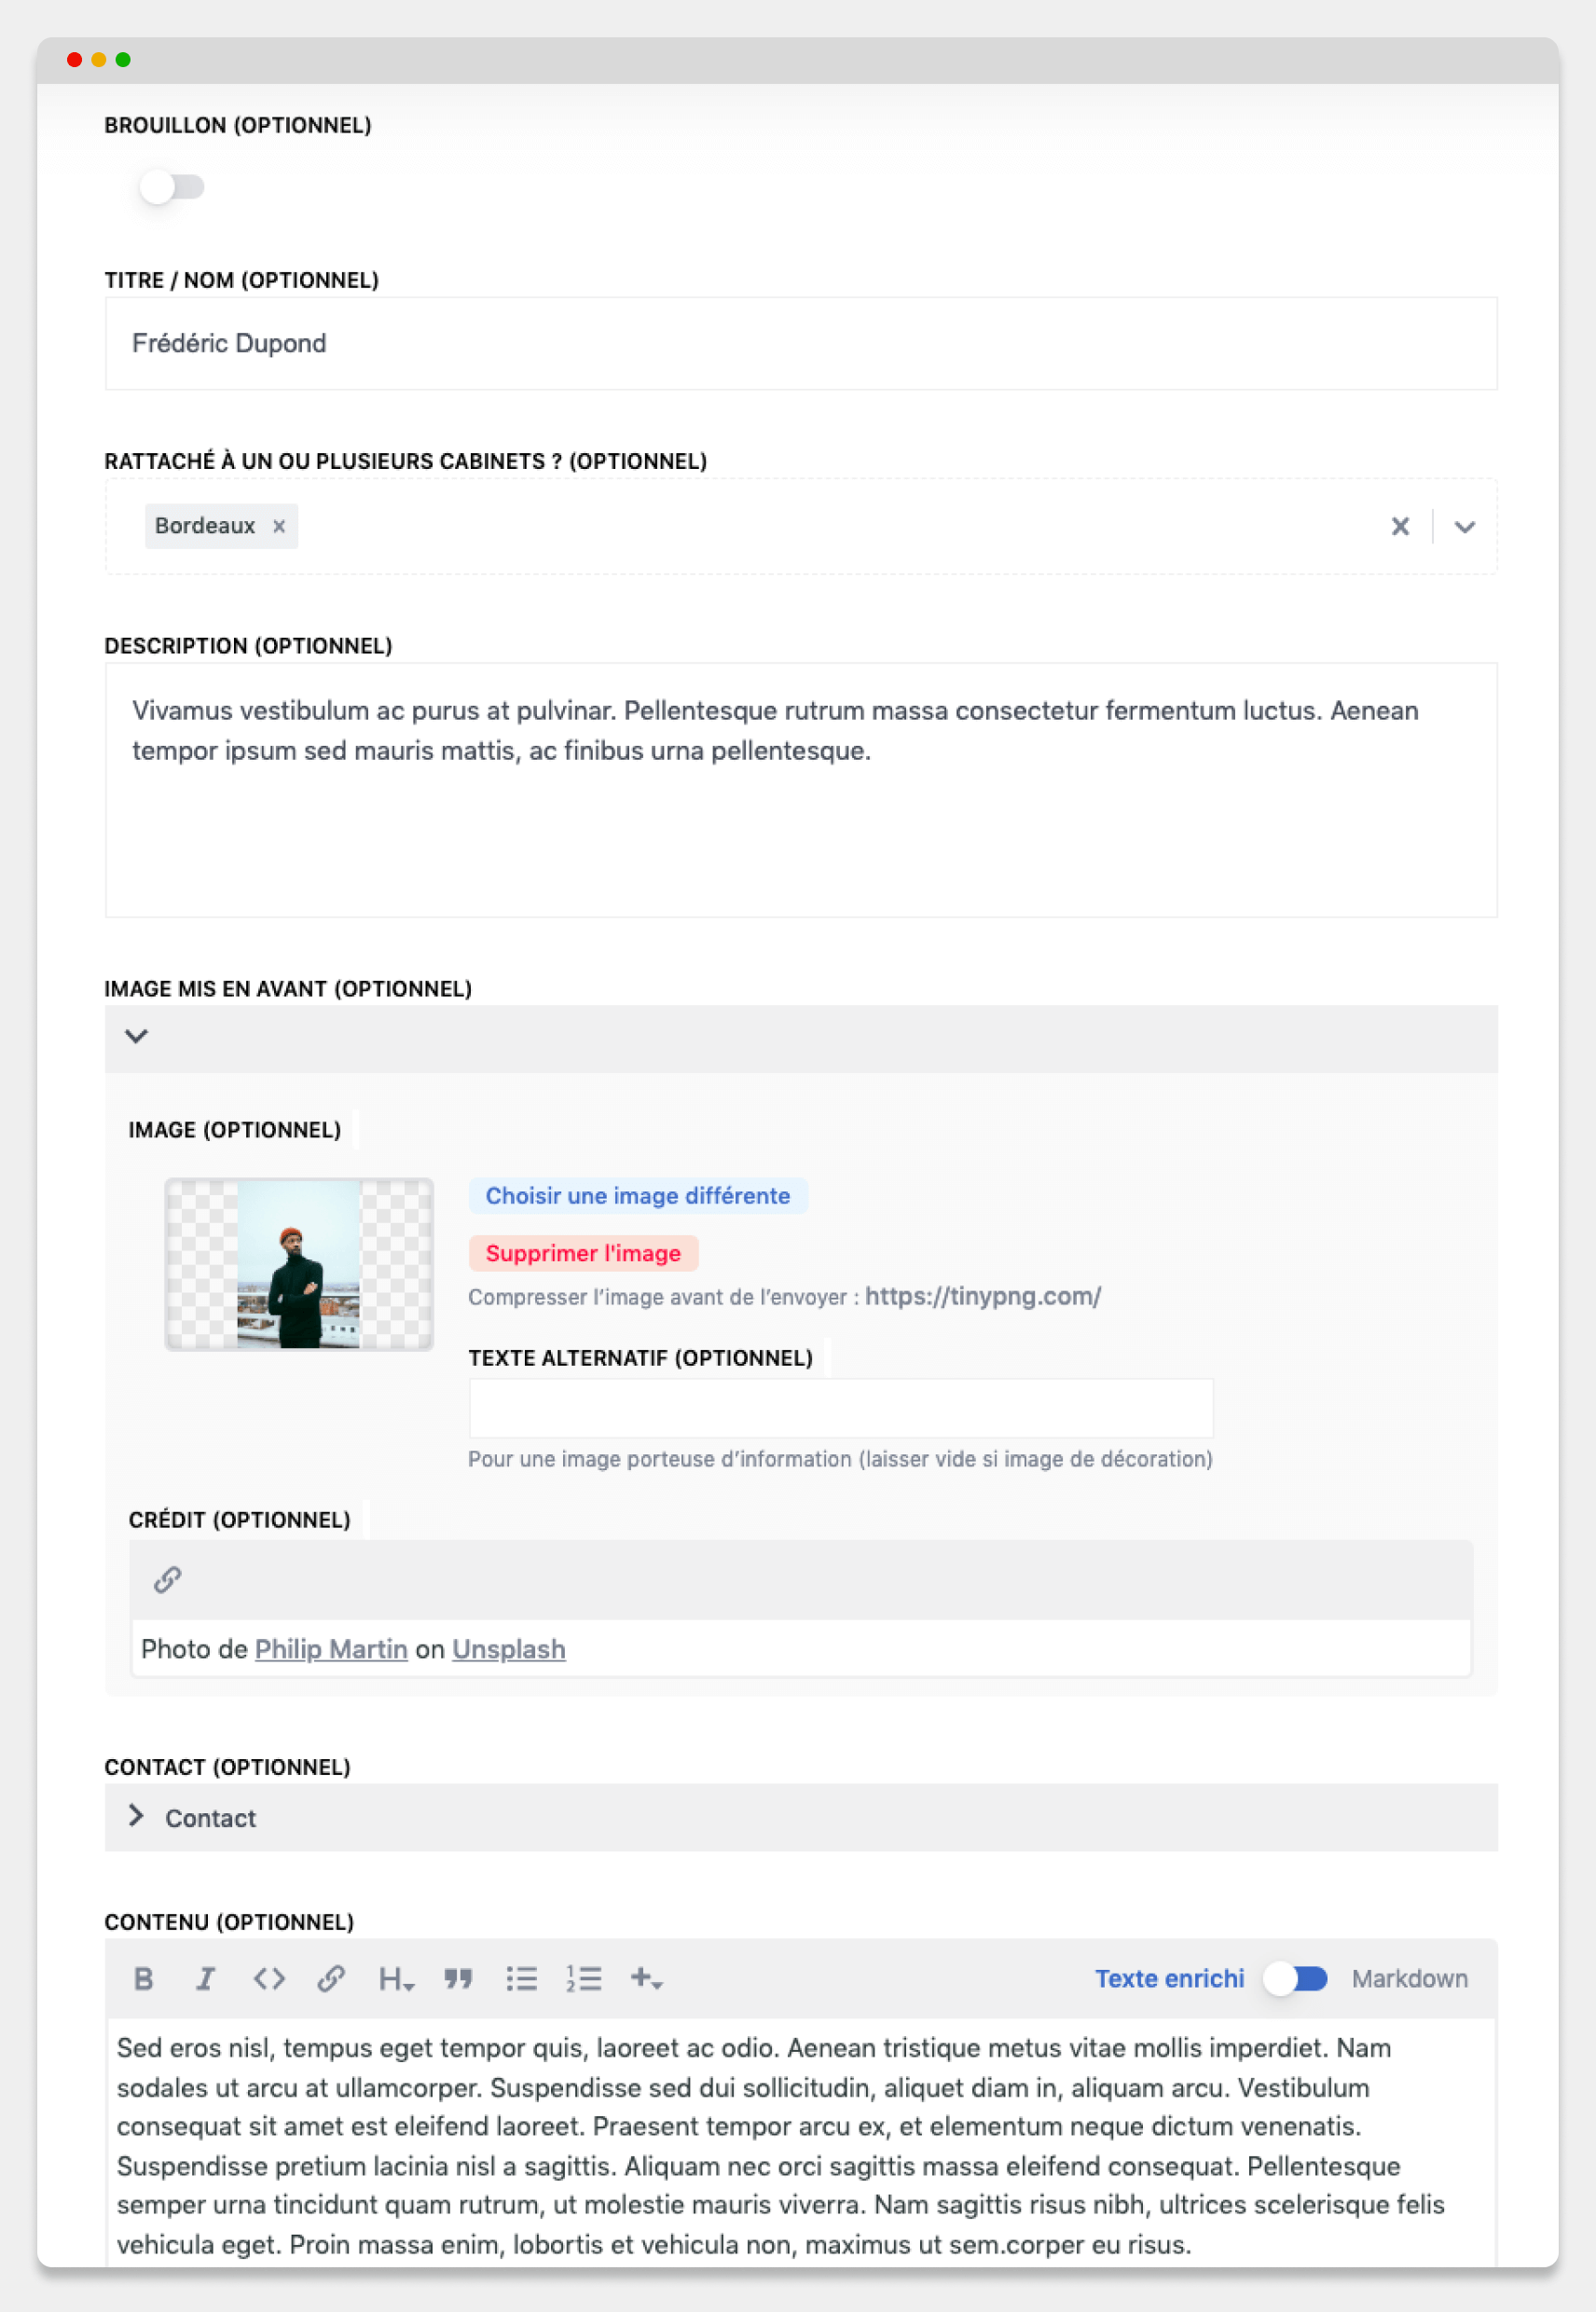 BROUILLON (OPTIONNEL)
TITRE / NOM (OPTIONNEL)
Frédéric Dupond
RATTACHÉ À UN OU PLUSIEURS CABINETS ? (OPTIONNEL)
Bordeaux
DESCRIPTION (OPTIONNEL)
Vivamus vestibulum ac purus at pulvinar. Pellentesque rutrum massa consectetur fermentum luctus. Aenean
tempor ipsum sed mauris mattis, ac finibus urna pellentesque.
IMAGE MIS EN AVANT (OPTIONNEL)
IMAGE (OPTIONNEL)
Choisir une image différente
Supprimer l'image
Compresser l’image avant de l’envoyer : https://tinypng.com/
TEXTE ALTERNATIF (OPTIONNEL)
Pour une image porteuse d’information (laisser vide si image de décoration)
CRÉDIT (OPTIONNEL)
Photo de Philip Martin on Unsplash
CONTACT (OPTIONNEL)
Contact
CONTENU (OPTIONNEL)
Texte enrichi Markdown
Sed eros nisl, tempus eget tempor quis, laoreet ac odio. Aenean tristique metus vitae mollis imperdiet. Nam
sodales ut arcu at ullamcorper. Suspendisse sed dui sollicitudin, aliquet diam in, aliquam arcu. Vestibulum
consequat sit amet est eleifend laoreet. Praesent tempor arcu ex, et elementum neque dictum venenatis.
Suspendisse pretium lacinia nisl a sagittis. Aliquam nec orci sagittis massa eleifend consequat. Pellentesque
semper urna tincidunt quam rutrum, ut molestie mauris viverra. Nam sagittis risus nibh, ultrices scelerisque felis
vehicula eget. Proin massa enim, lobortis et vehicula non, maximus ut sem.corper eu risus.